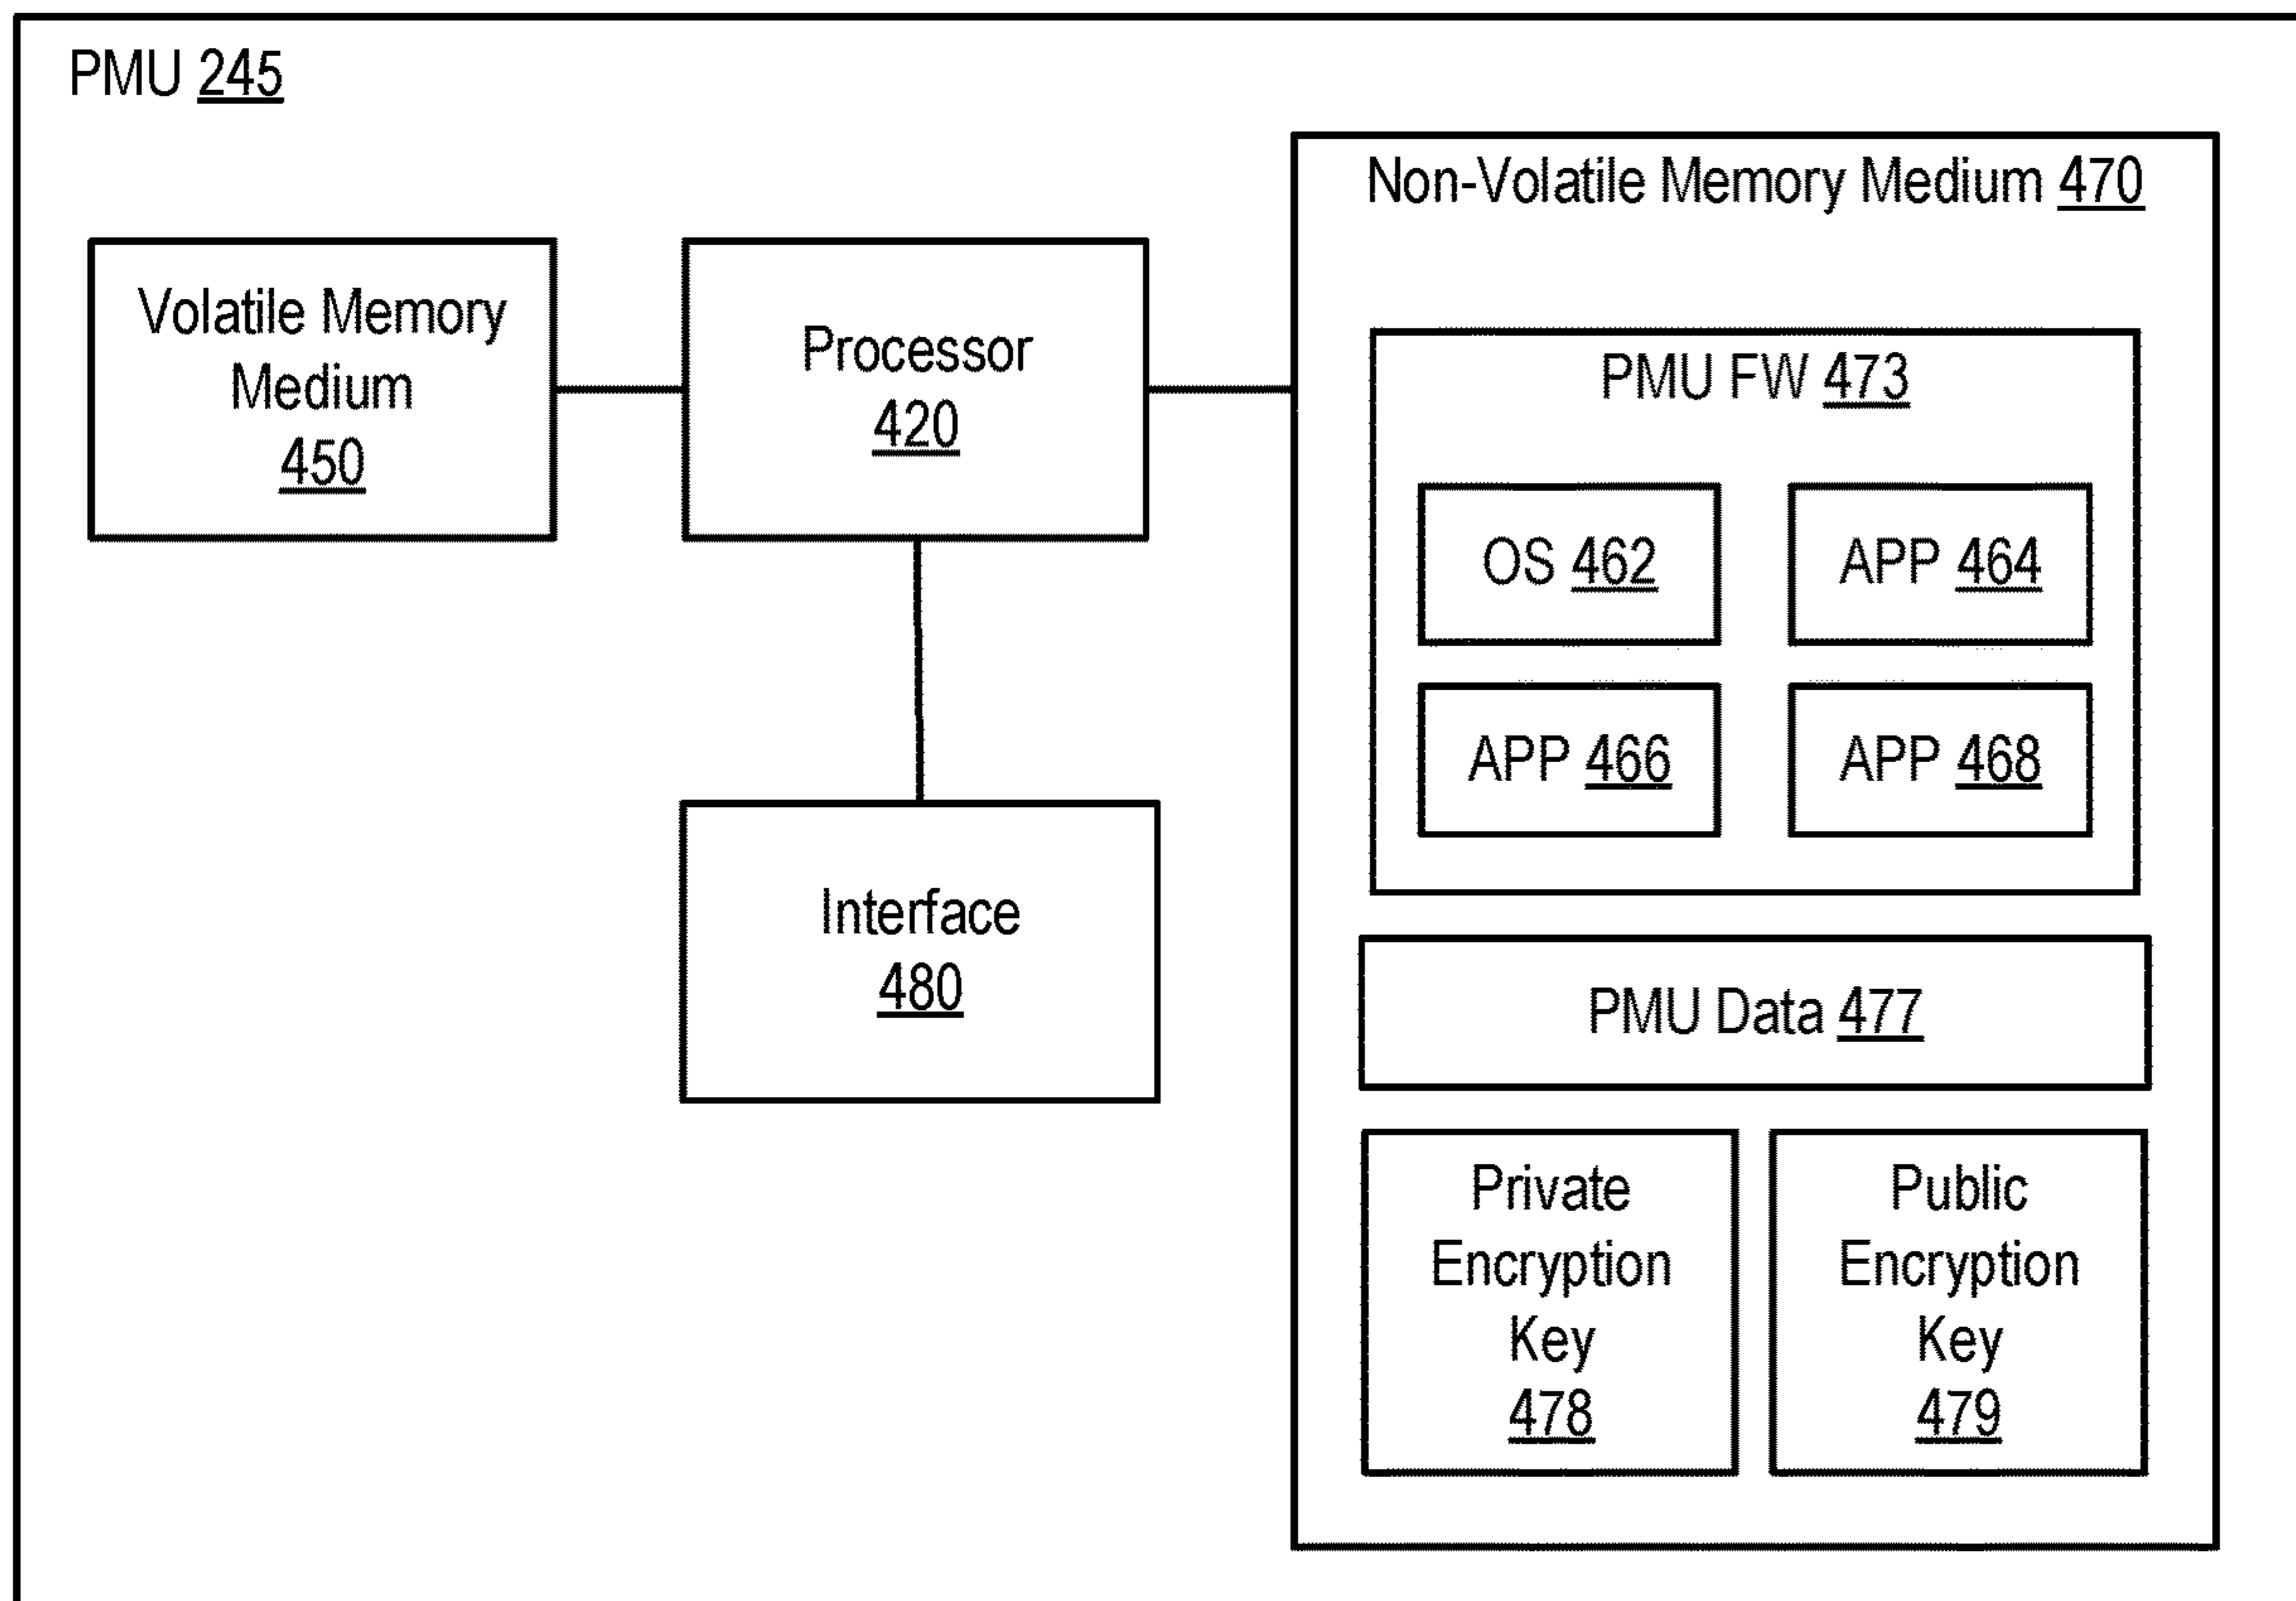 PMU 245
Volatile Memory
Medium
450
Processor
420
Interface
480
Non-Volatile Memory Medium 470
PMU FW 473
OS 462
APP 464
APP 466
APP 468
PMU Data 477
Private
Encryption
Key
478
Public
Encryption
Key
479